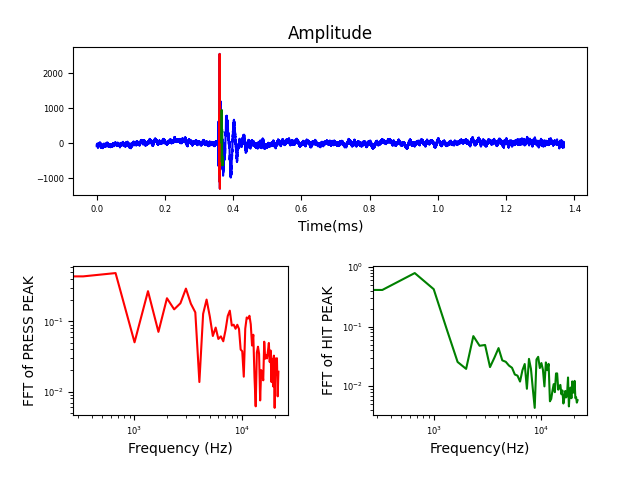 Amplitude
2000
1000
0
−1000
0.0 0.2 0.4 0.6 0.8 1.0 1.2 1.4
Time(ms)
FFT of PRESS PEAK
10⁻¹
10⁻²
10³ 10⁴
Frequency (Hz)
FFT of HIT PEAK
10⁰
10⁻¹
10⁻²
10³ 10⁴
Frequency(Hz)